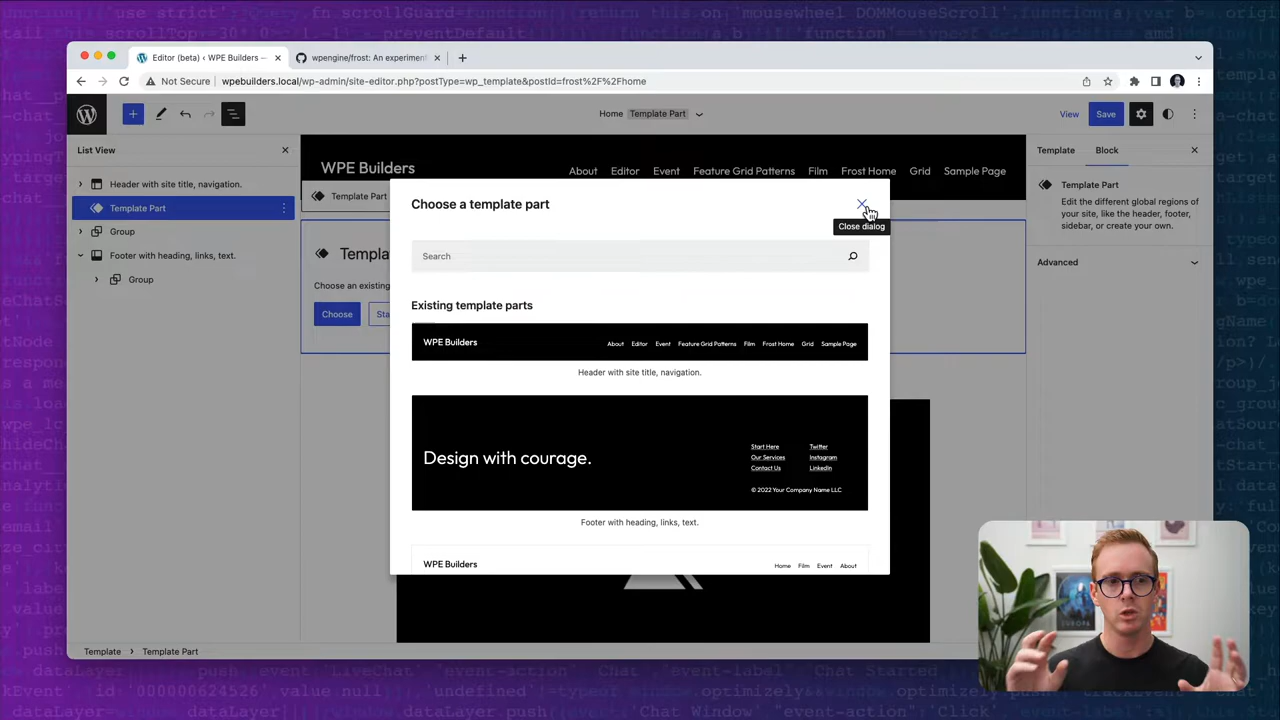 Editor (beta) ‹ WPE Builders —
wpengine/frost: An experiment
Not Secure
wpebuilders.local/wp-admin/site-editor.php?postType=wp_template&postId=frost%2F%2Fhome
Home Template Part
View
Save
List View
Header with site title, navigation.
Template Part
Group
Footer with heading, links, text.
Group
WPE Builders
About Editor Event Feature Grid Patterns Film Frost Home Grid Sample Page
Template Part
Choose an existing
Choose
Choose a template part
Close dialog
Search
Existing template parts
WPE Builders
About Editor Event Feature Grid Patterns Film Frost Home Grid Sample Page
Header with site title, navigation.
Design with courage.
Start Here Twitter
Our Services Instagram
Contact Us LinkedIn
© 2022 Your Company Name LLC
Footer with heading, links, text.
WPE Builders
Home Film Event About
Template Block
Template Part
Edit the different global regions of
your site, like the header, footer,
sidebar, or create your own.
Advanced
EUROPA
Template › Template Part